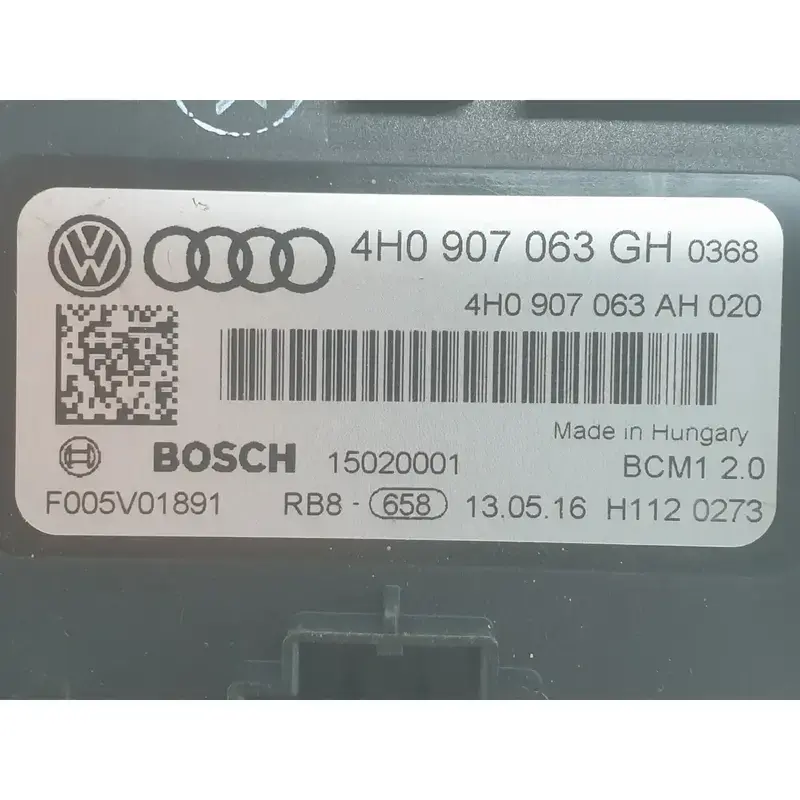 4H0 907 063 GH 0368
4H0 907 063 AH 020
Made in Hungary
BOSCH 15020001 BCM1 2.0
F005V01891 RB8 - 658 13.05.16 H112 0273